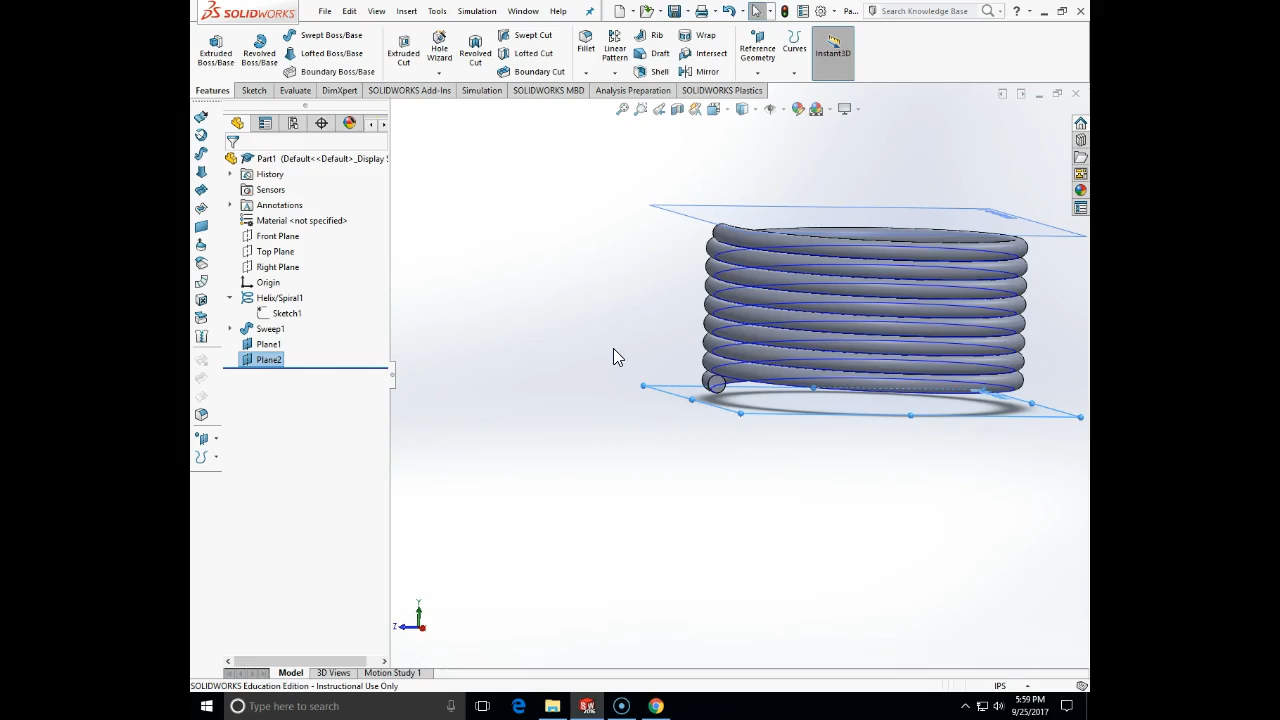 SOLIDWORKS File Edit View Insert Tools Simulation Window Help Pa... Search Knowledge Base ?
Extruded Boss/Base
Revolved Boss/Base
Swept Boss/Base
Lofted Boss/Base
Boundary Boss/Base
Extruded Cut
Hole Wizard
Revolved Cut
Swept Cut
Lofted Cut
Boundary Cut
Fillet
Linear Pattern
Rib
Draft
Shell
Wrap
Intersect
Mirror
Reference Geometry
Curves
Instant3D
Features Sketch Evaluate DimXpert SOLIDWORKS Add-Ins Simulation SOLIDWORKS MBD Analysis Preparation SOLIDWORKS Plastics
Part1 (Default<<Default>_Display S
History
Sensors
Annotations
Material <not specified>
Front Plane
Top Plane
Right Plane
Origin
Helix/Spiral1
Sketch1
Sweep1
Plane1
Plane2
Y
Z
Model 3D Views Motion Study 1
SOLIDWORKS Education Edition - Instructional Use Only IPS
Type here to search
5:59 PM
9/25/2017